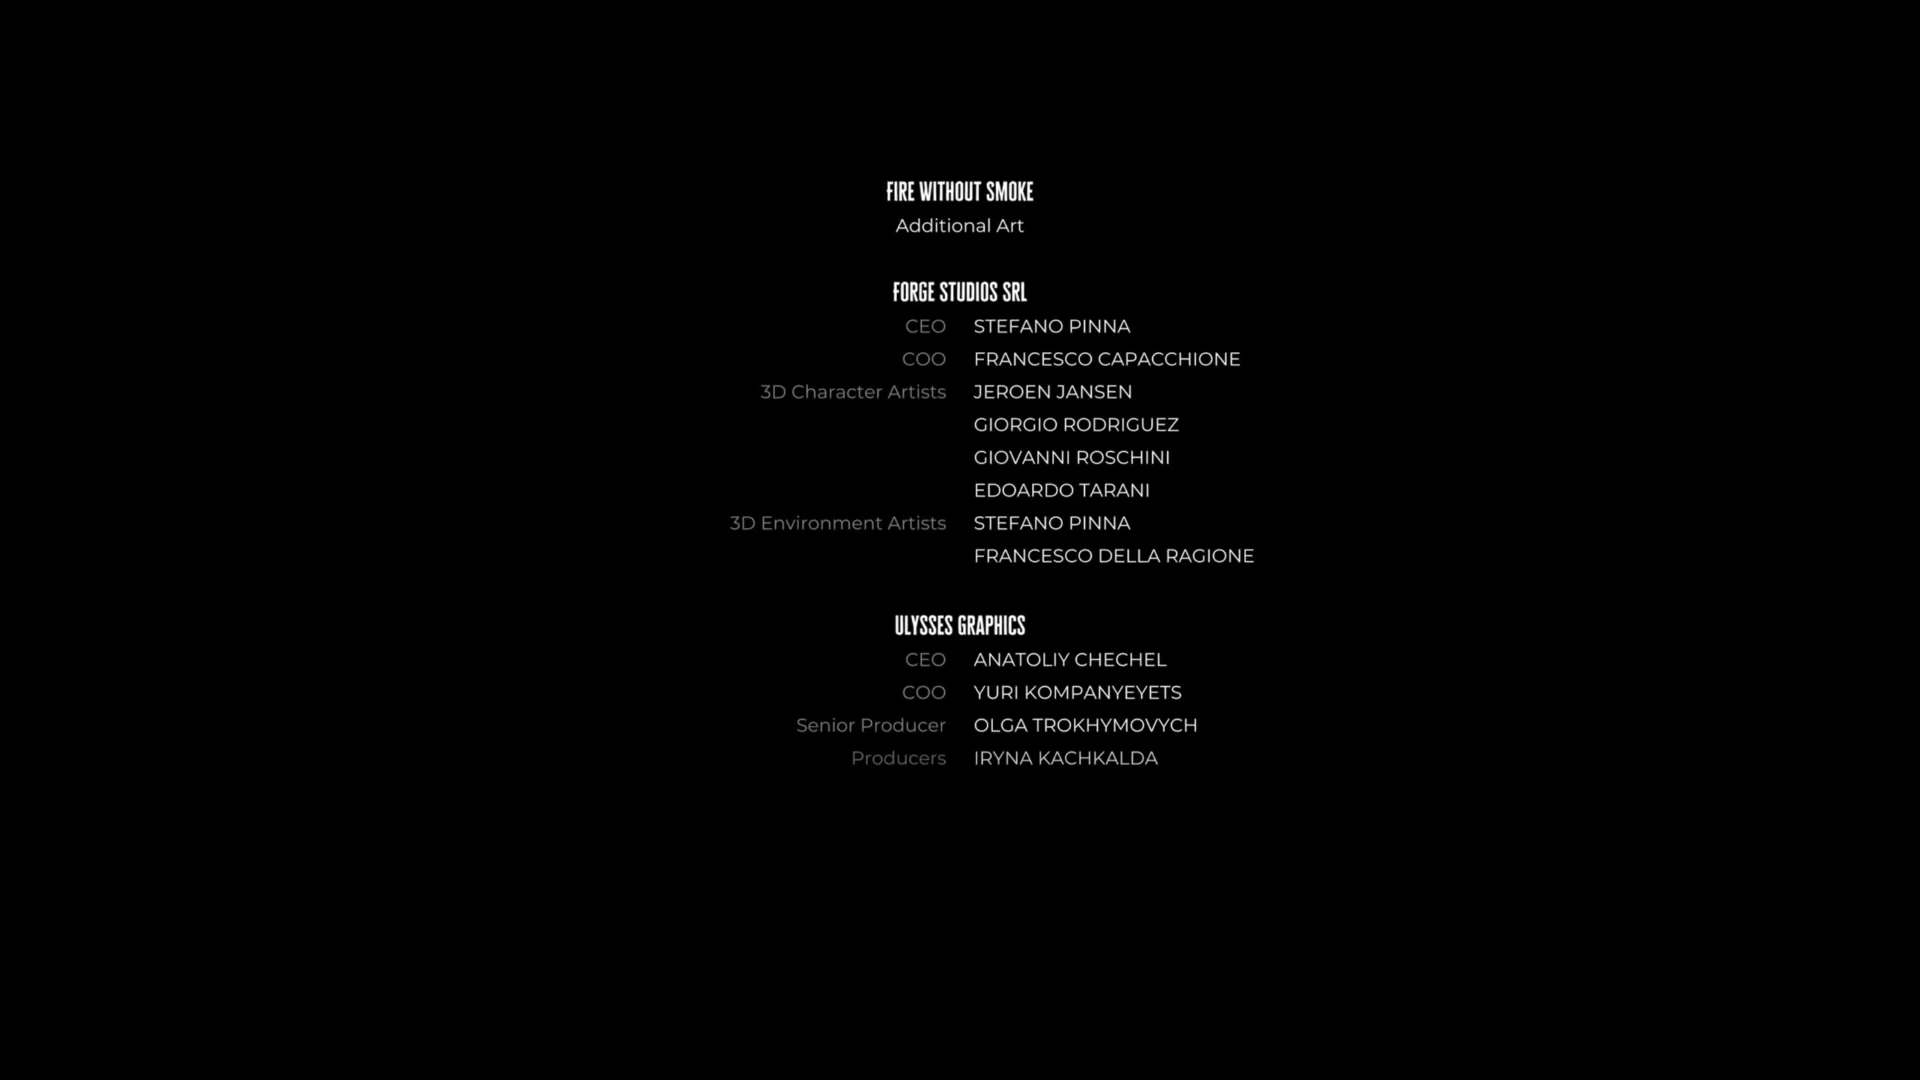 FIRE WITHOUT SMOKE
Additional Art
FORGE STUDIOS SRL
CEO STEFANO PINNA
COO FRANCESCO CAPACCHIONE
3D Character Artists JEROEN JANSEN
GIORGIO RODRIGUEZ
GIOVANNI ROSCHINI
EDOARDO TARANI
3D Environment Artists STEFANO PINNA
FRANCESCO DELLA RAGIONE
ULYSSES GRAPHICS
CEO ANATOLIY CHECHEL
COO YURI KOMPANYEYETS
Senior Producer OLGA TROKHYMOVYCH
Producers IRYNA KACHKALDA